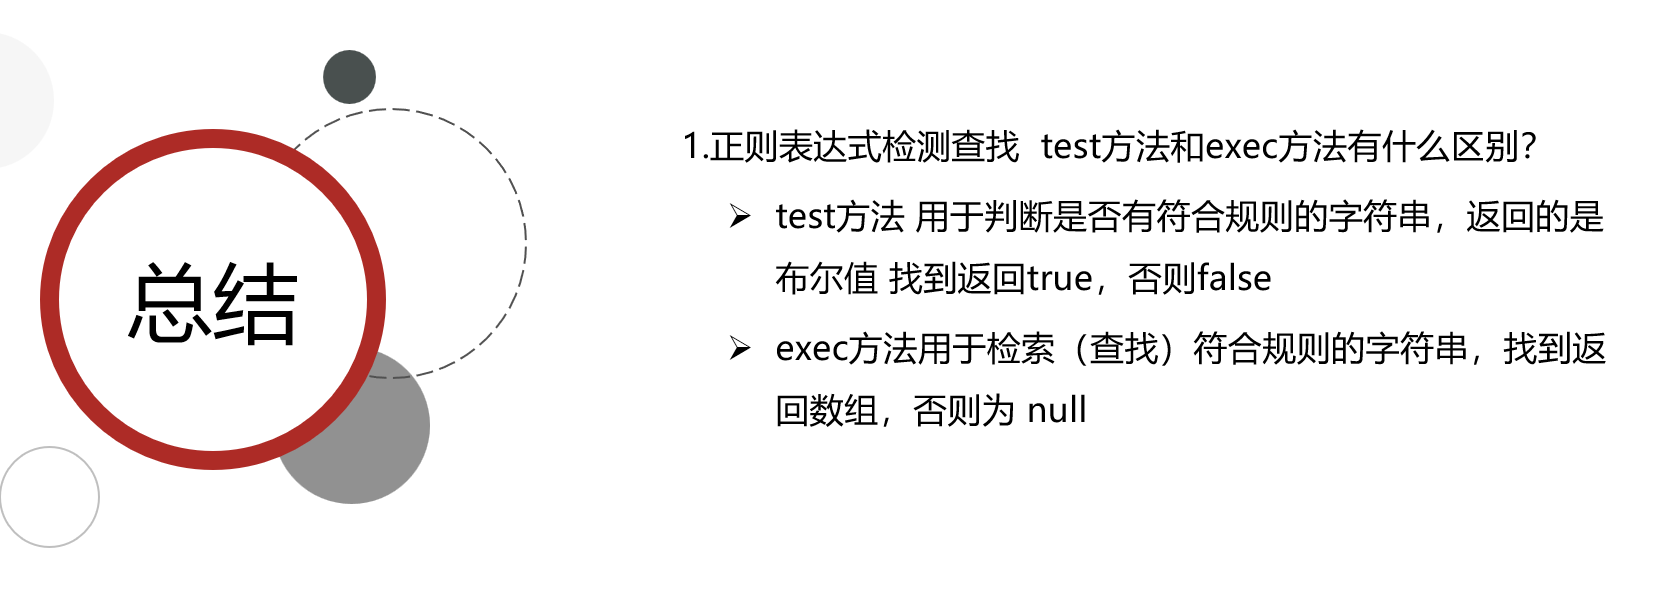 总结
1.正则表达式检测查找  test方法和exec方法有什么区别？
➢ test方法 用于判断是否有符合规则的字符串，返回的是
布尔值 找到返回true，否则false
➢ exec方法用于检索（查找）符合规则的字符串，找到返
回数组，否则为 null